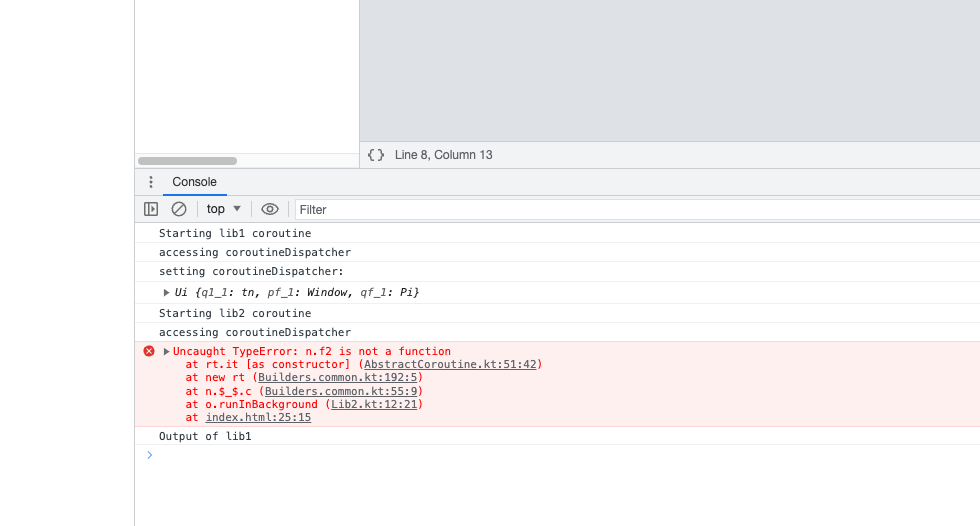 {} Line 8, Column 13
Console
top Filter
Starting lib1 coroutine
accessing coroutineDispatcher
setting coroutineDispatcher:
Ui {q1_1: tn, pf_1: Window, qf_1: Pi}
Starting lib2 coroutine
accessing coroutineDispatcher
Uncaught TypeError: n.f2 is not a function
at rt.it [as constructor] (AbstractCoroutine.kt:51:42)
at new rt (Builders.common.kt:192:5)
at n.$_$.c (Builders.common.kt:55:9)
at o.runInBackground (Lib2.kt:12:21)
at index.html:25:15
Output of lib1